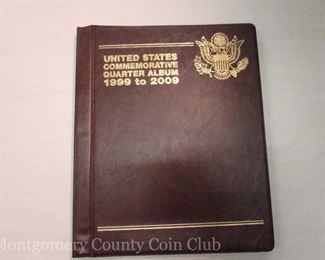 UNITED STATES
COMMEMORATIVE
QUARTER ALBUM
1999 to 2009
Montgomery County Coin Club